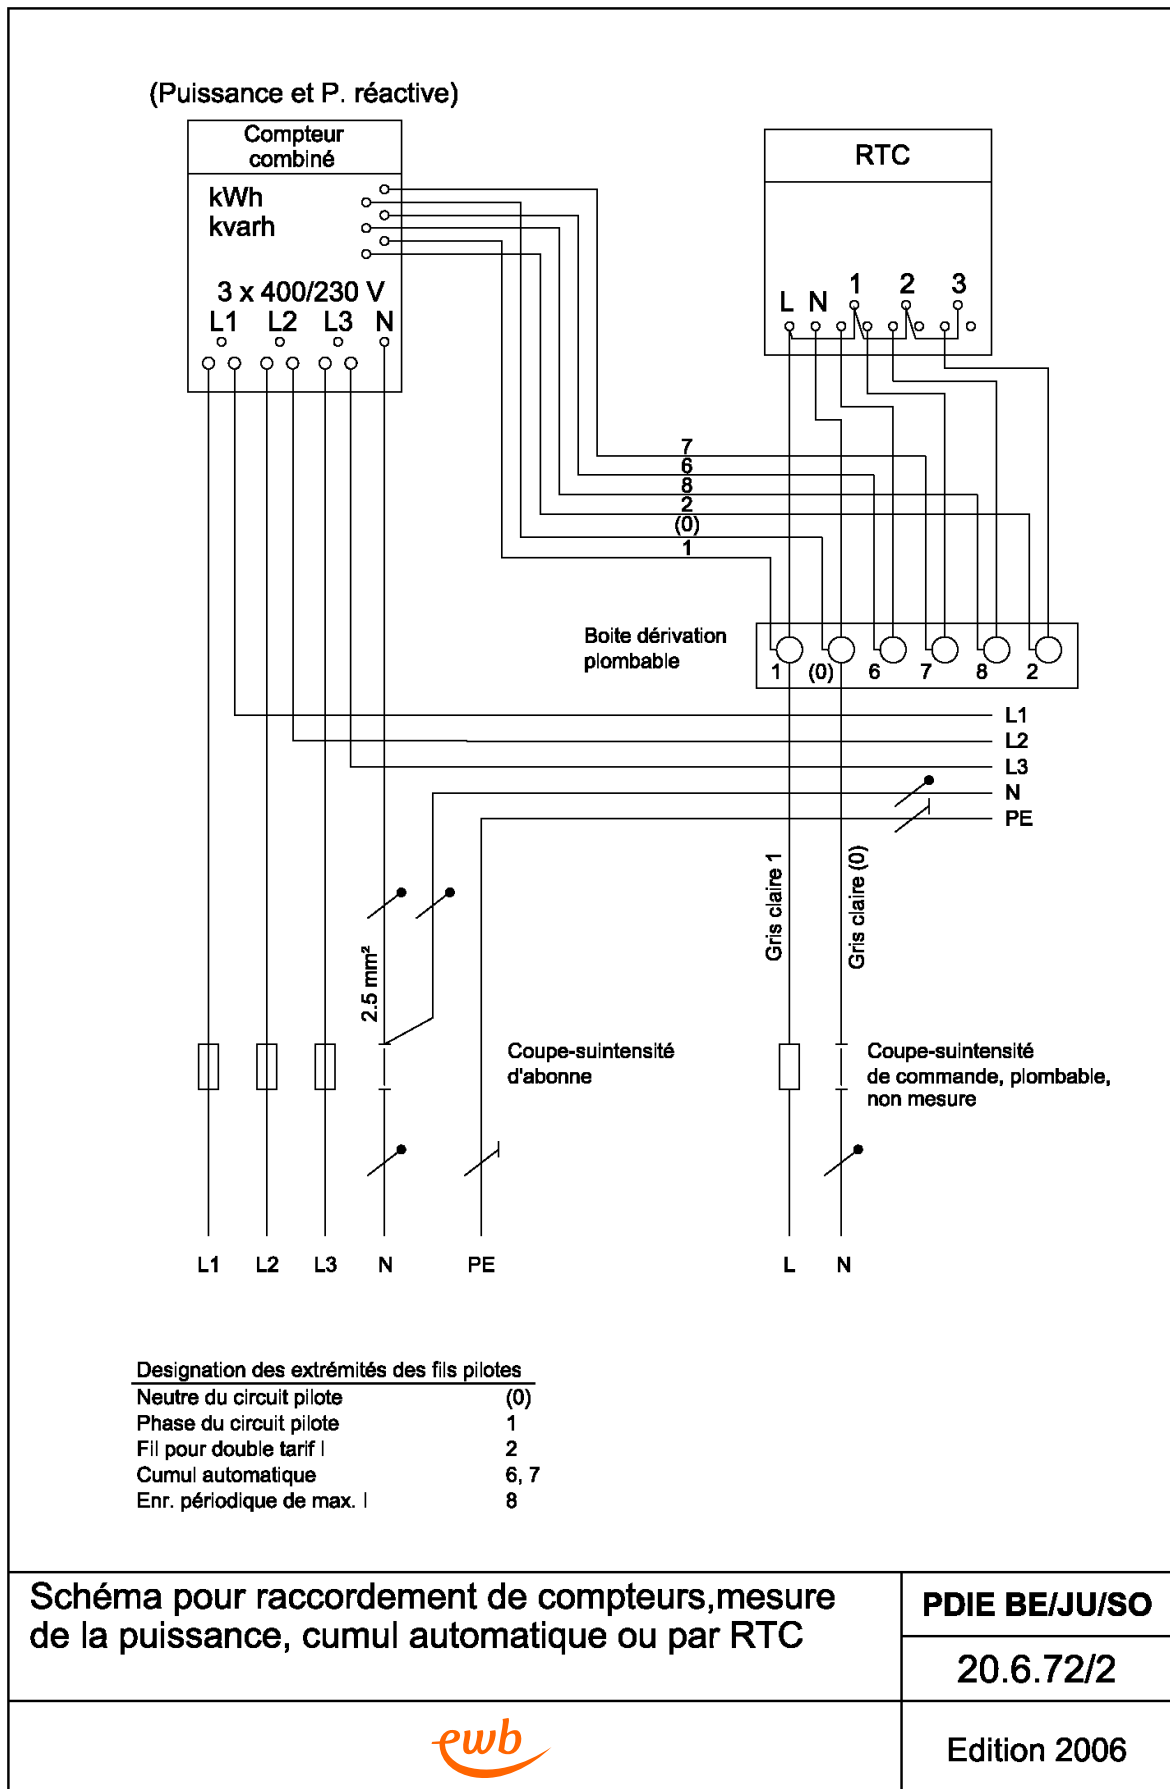 (Puissance et P. réactive)
Compteur
combiné
kWh
kvarh
3 x 400/230 V
L1 L2 L3 N
RTC
1 2 3
L N
7
6
8
2
(0)
1
Boite dérivation
plombable
1 (0) 6 7 8 2
L1
L2
L3
N
PE
Gris claire 1
Gris claire (0)
2.5 mm²
Coupe-suintensité
d'abonne
Coupe-suintensité
de commande, plombable,
non mesure
L1 L2 L3 N PE L N
Designation des extrémités des fils pilotes
Neutre du circuit pilote (0)
Phase du circuit pilote 1
Fil pour double tarif I 2
Cumul automatique 6, 7
Enr. périodique de max. I 8
Schéma pour raccordement de compteurs,mesure
de la puissance, cumul automatique ou par RTC
PDIE BE/JU/SO
20.6.72/2
ewb
Edition 2006